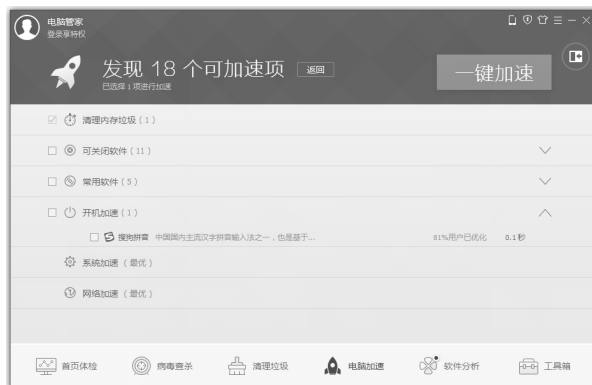 电脑管家
登录享特权
发现 18 个可加速项 返回
已选择 1 项进行加速
一键加速
清理内存垃圾（1）
可关闭软件（11）
常用软件（5）
开机加速（1）
搜狗拼音 中国国内主流汉字拼音输入法之一，也是基于... 81%用户已优化 0.1 秒
系统加速（最优）
网络加速（最优）
首页体检 病毒查杀 清理垃圾 电脑加速 软件分析 工具箱